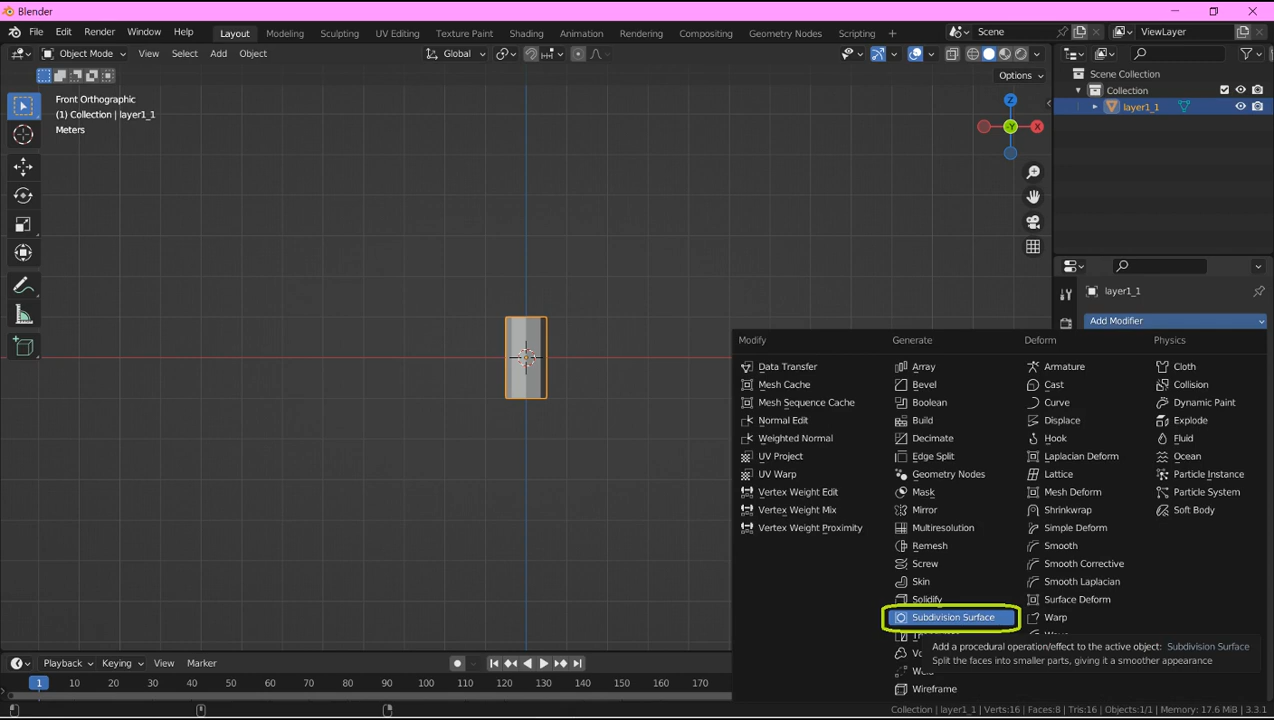 Blender
File Edit Render Window Help Layout Modeling Sculpting UV Editing Texture Paint Shading Animation Rendering Compositing Geometry Nodes Scripting + Scene ViewLayer
Object Mode View Select Add Object Global
Options
Front Orthographic
(1) Collection | layer1_1
Meters
Z
Y
X
Scene Collection
Collection
layer1_1
layer1_1
Add Modifier
Modify Generate Deform Physics
Data Transfer Array Armature Cloth
Mesh Cache Bevel Cast Collision
Mesh Sequence Cache Boolean Curve Dynamic Paint
Normal Edit Build Displace Explode
Weighted Normal Decimate Hook Fluid
UV Project Edge Split Laplacian Deform Ocean
UV Warp Geometry Nodes Lattice Particle Instance
Vertex Weight Edit Mask Mesh Deform Particle System
Vertex Weight Mix Mirror Shrinkwrap Soft Body
Vertex Weight Proximity Multiresolution Simple Deform
Remesh Smooth
Screw Smooth Corrective
Skin Smooth Laplacian
Solidify Surface Deform
Subdivision Surface Warp
Add a procedural operation/effect to the active object: Subdivision Surface
Split the faces into smaller parts, giving it a smoother appearance
Wireframe
Playback Keying View Marker
1 10 20 30 40 50 60 70 80 90 100 110 120 130 140 150 160 170
Collection | layer1_1 | Verts:16 | Faces:8 | Tris:16 | Objects:1/1 | Memory: 17.6 MiB | 3.3.1